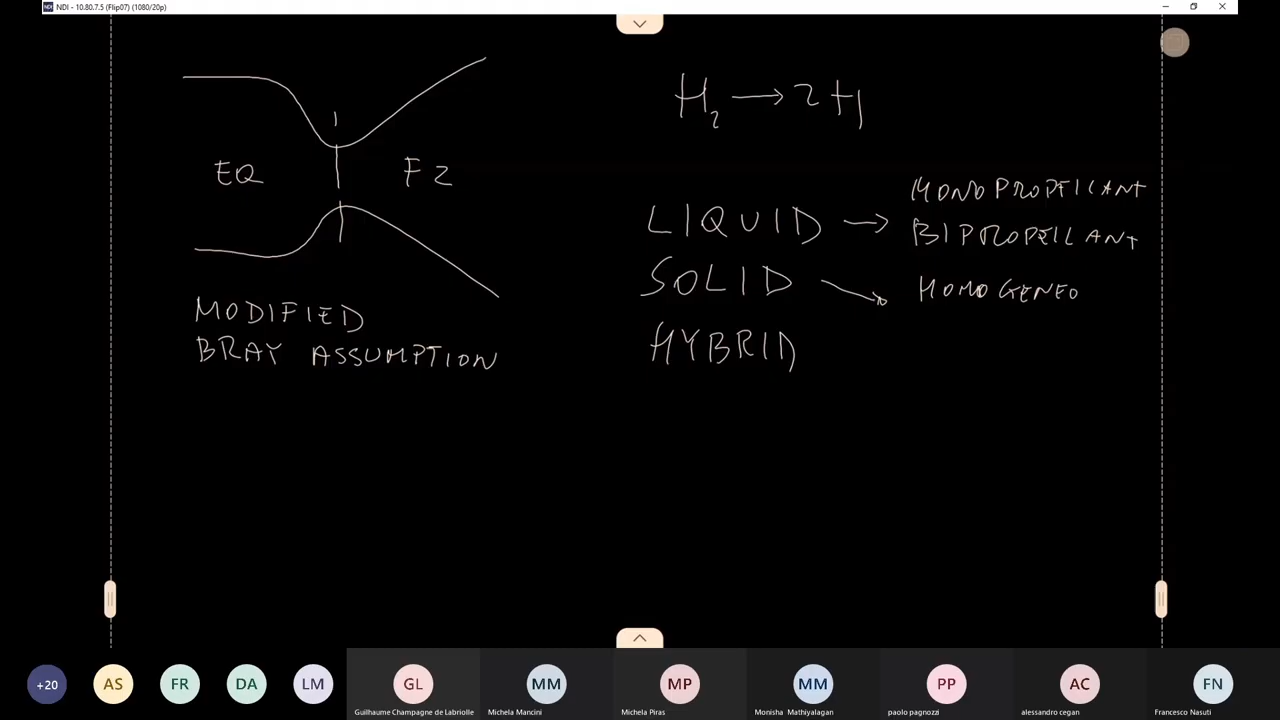 NDI - 10.80.7.5 (Flip07) (1080/20p)
EQ
FZ
MODIFIED
BRAY ASSUMPTION
H2 → 2H
LIQUID → MONOPROPELLANT
BIPROPELLANT
SOLID → HOMOGENEO
HYBRID
+20
AS
FR
DA
LM
GL
MM
MP
MM
PP
AC
FN
Guilhaume Champagne de Labriolle
Michela Mancini
Michela Piras
Monisha Mathiyalagan
paolo pagnozzi
alessandro cegan
Francesco Nasuti